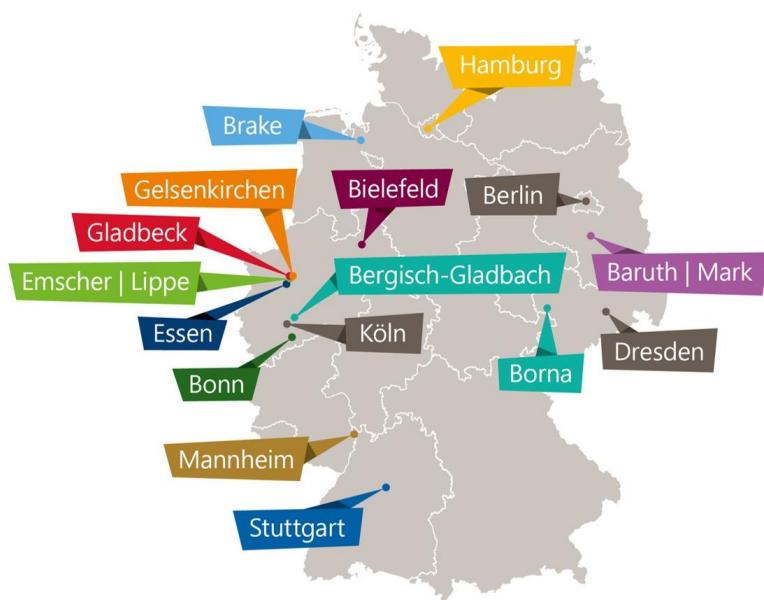 Hamburg
Brake
Gelsenkirchen
Bielefeld
Berlin
Gladbeck
Emscher | Lippe
Bergisch-Gladbach
Baruth | Mark
Essen
Köln
Dresden
Borna
Bonn
Mannheim
Stuttgart